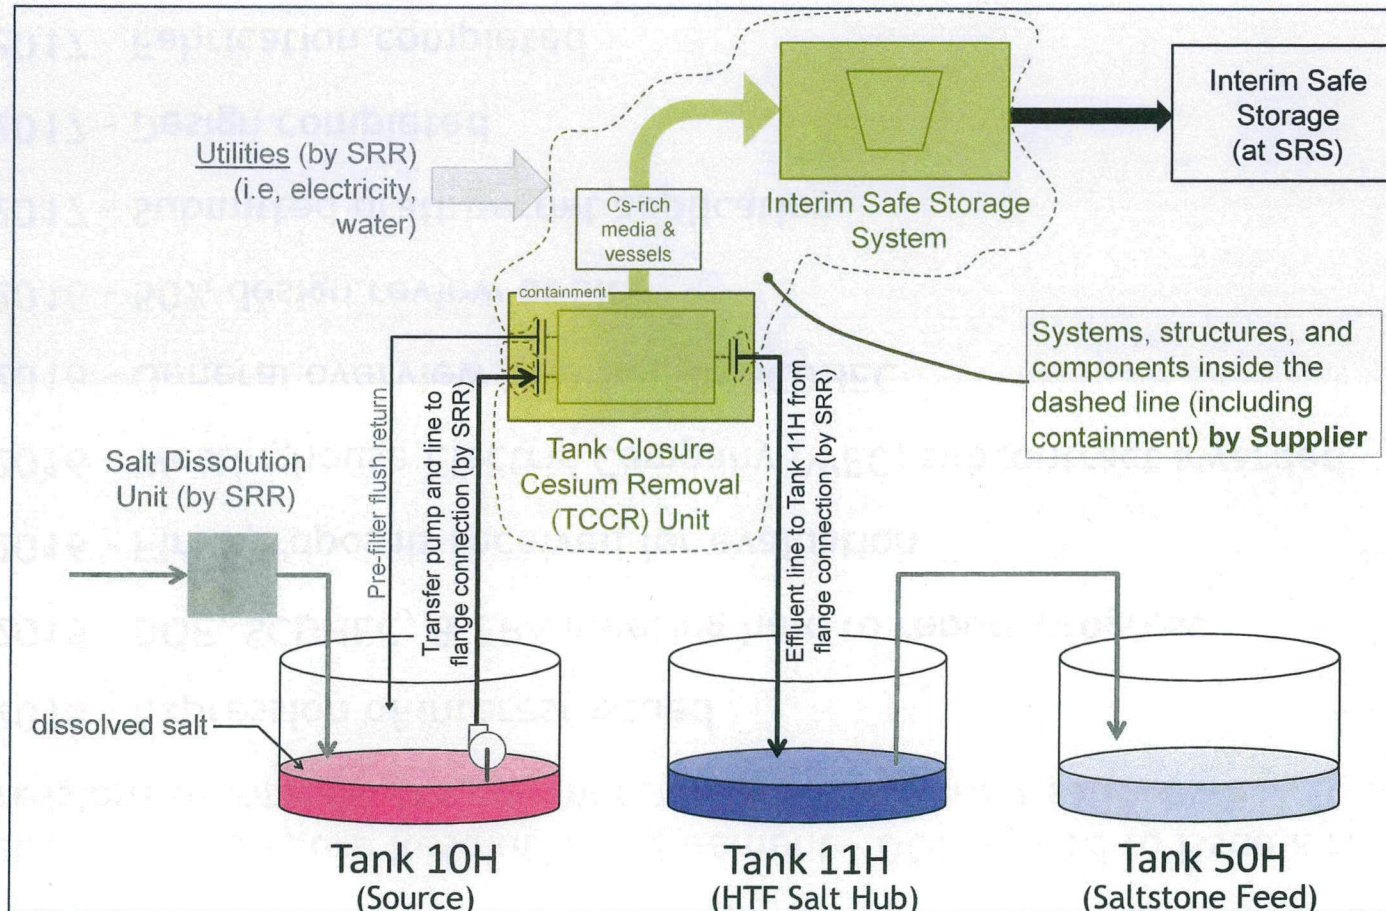 Interim Safe
Storage
(at SRS)
Utilities (by SRR)
(i.e. electricity,
water)
Cs-rich
media &
vessels
Interim Safe Storage
System
containment
Systems, structures, and
components inside the
dashed line (including
containment) by Supplier
Tank Closure
Cesium Removal
(TCCR) Unit
Salt Dissolution
Unit (by SRR)
Pre-filter flush return
Transfer pump and line to
flange connection (by SRR)
Effluent line to Tank 11H from
flange connection (by SRR)
dissolved salt
Tank 10H
(Source)
Tank 11H
(HTF Salt Hub)
Tank 50H
(Saltstone Feed)